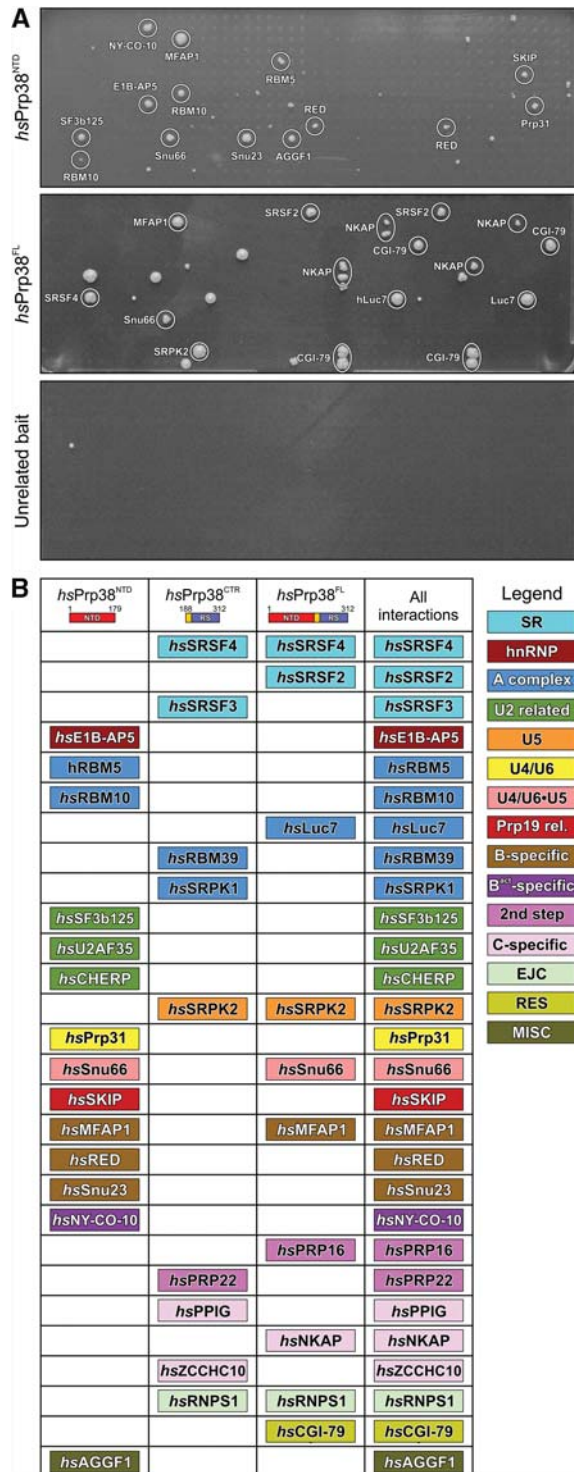 A
hsPrp38NTD
NY-CO-10
MFAP1
RBM5
SKIP
E1B-AP5
RBM10
Prp31
SF3b125
RED
RED
Snu66
Snu23
AGGF1
RBM10
hsPrp38FL
MFAP1
SRSF2
SRSF2
NKAP
NKAP
CGI-79
CGI-79
NKAP
NKAP
SRSF4
hLuc7
Luc7
Snu66
SRPK2
CGI-79
CGI-79
Unrelated bait
B
hsPrp38NTD hsPrp38CTR hsPrp38FL All interactions Legend
1 179 188 312 1 312
NTD RS NTD RS
hsSRSF4 hsSRSF4 hsSRSF4 SR
hsSRSF2 hsSRSF2 hnRNP
hsSRSF3 hsSRSF3 A complex
hsE1B-AP5 hsE1B-AP5 U2 related
hRBM5 hsRBM5 U5
hsRBM10 hsRBM10 U4/U6
hsLuc7 hsLuc7 U4/U6•U5
hsRBM39 hsRBM39 Prp19 rel.
hsSRPK1 hsSRPK1 B-specific
hsSF3b125 hsSF3b125 Bact-specific
hsU2AF35 hsU2AF35 2nd step
hsCHERP hsCHERP C-specific
hsSRPK2 hsSRPK2 hsSRPK2 EJC
hsPrp31 hsPrp31 RES
hsSnu66 hsSnu66 hsSnu66 MISC
hsSKIP hsSKIP
hsMFAP1 hsMFAP1 hsMFAP1
hsRED hsRED
hsSnu23 hsSnu23
hsNY-CO-10 hsNY-CO-10
hsPRP16 hsPRP16
hsPRP22 hsPRP22
hsPPIG hsPPIG
hsNKAP hsNKAP
hsZCCHC10 hsZCCHC10
hsRNPS1 hsRNPS1 hsRNPS1
hsCGI-79 hsCGI-79
hsAGGF1 hsAGGF1